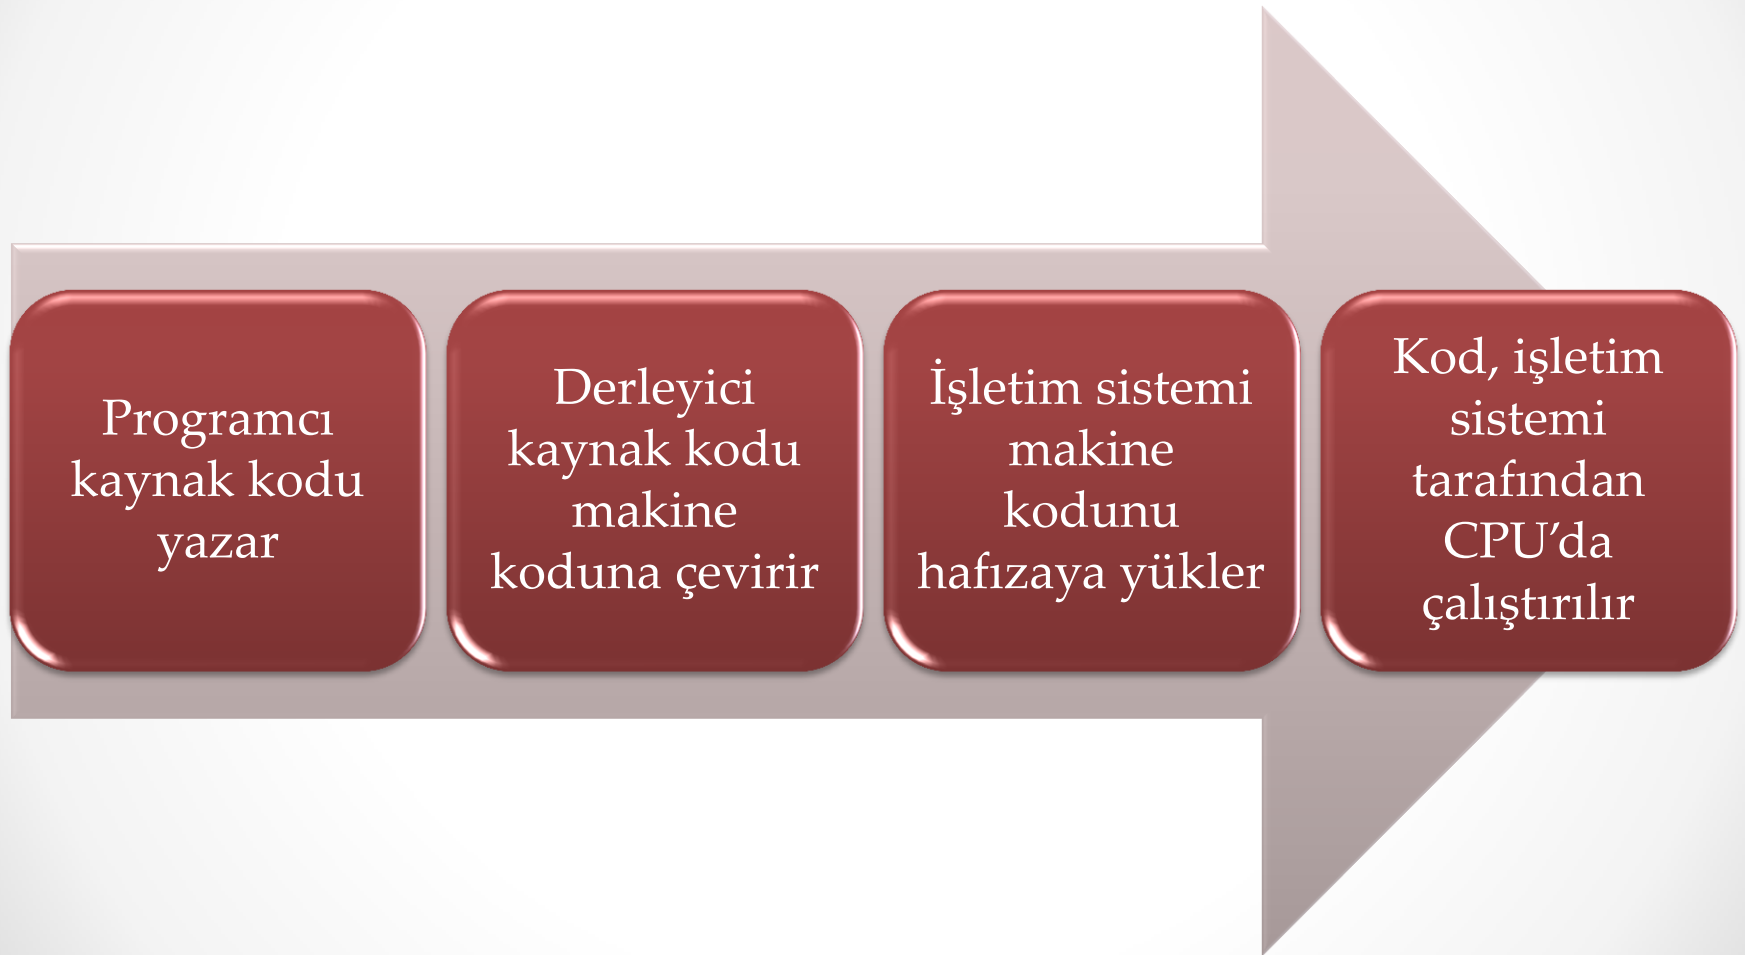 Programcı
kaynak kodu
yazar
Derleyici
kaynak kodu
makine
koduna çevirir
İşletim sistemi
makine
kodunu
hafızaya yükler
Kod, işletim
sistemi
tarafından
CPU’da
çalıştırılır